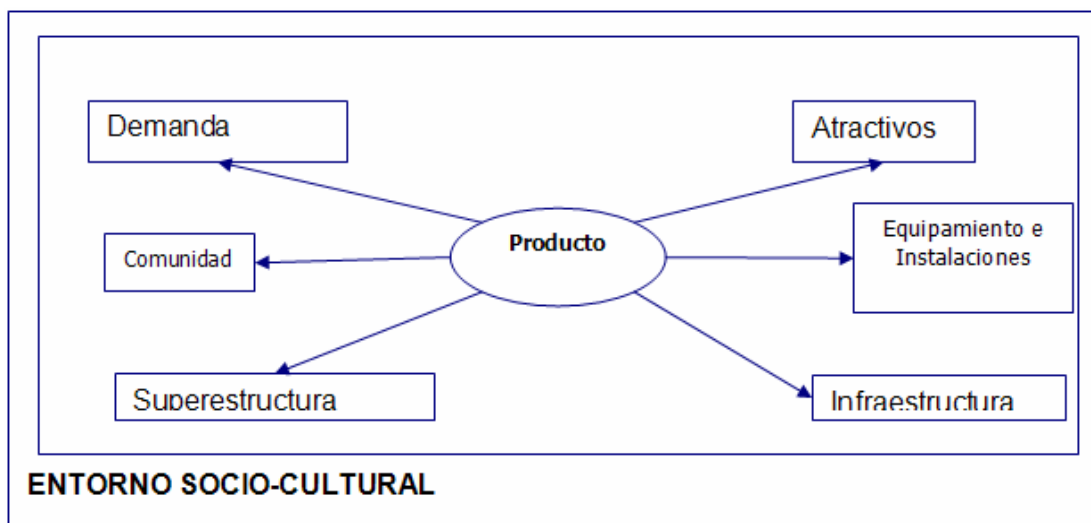 Demanda
Atractivos
Comunidad
Producto
Equipamiento e
Instalaciones
Superestructura
Infraestructura
ENTORNO SOCIO-CULTURAL